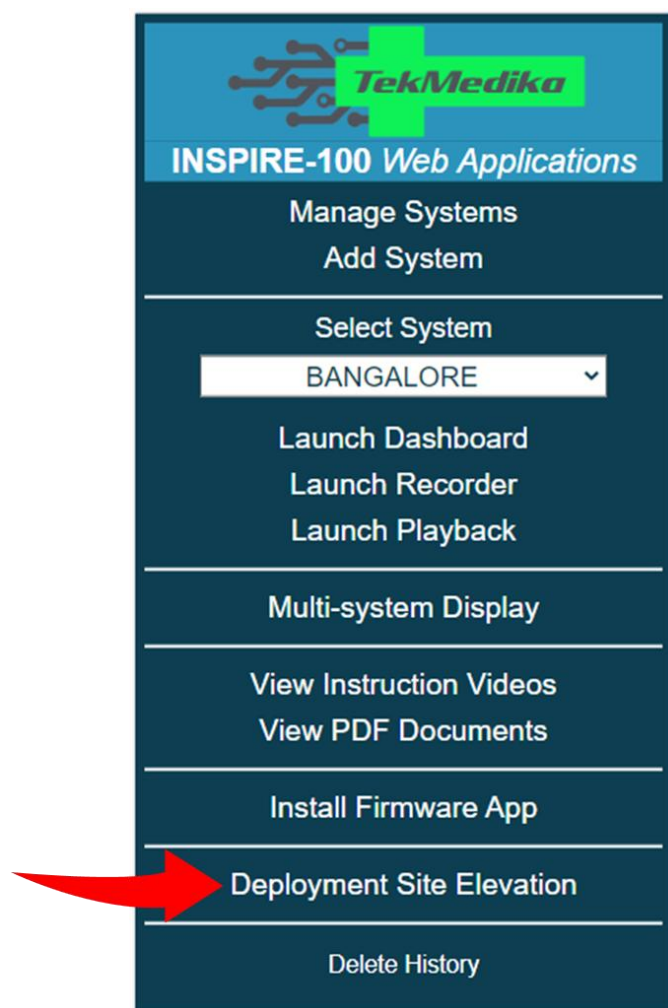 TekMedika
INSPIRE-100 Web Applications
Manage Systems
Add System
Select System
BANGALORE
Launch Dashboard
Launch Recorder
Launch Playback
Multi-system Display
View Instruction Videos
View PDF Documents
Install Firmware App
Deployment Site Elevation
Delete History